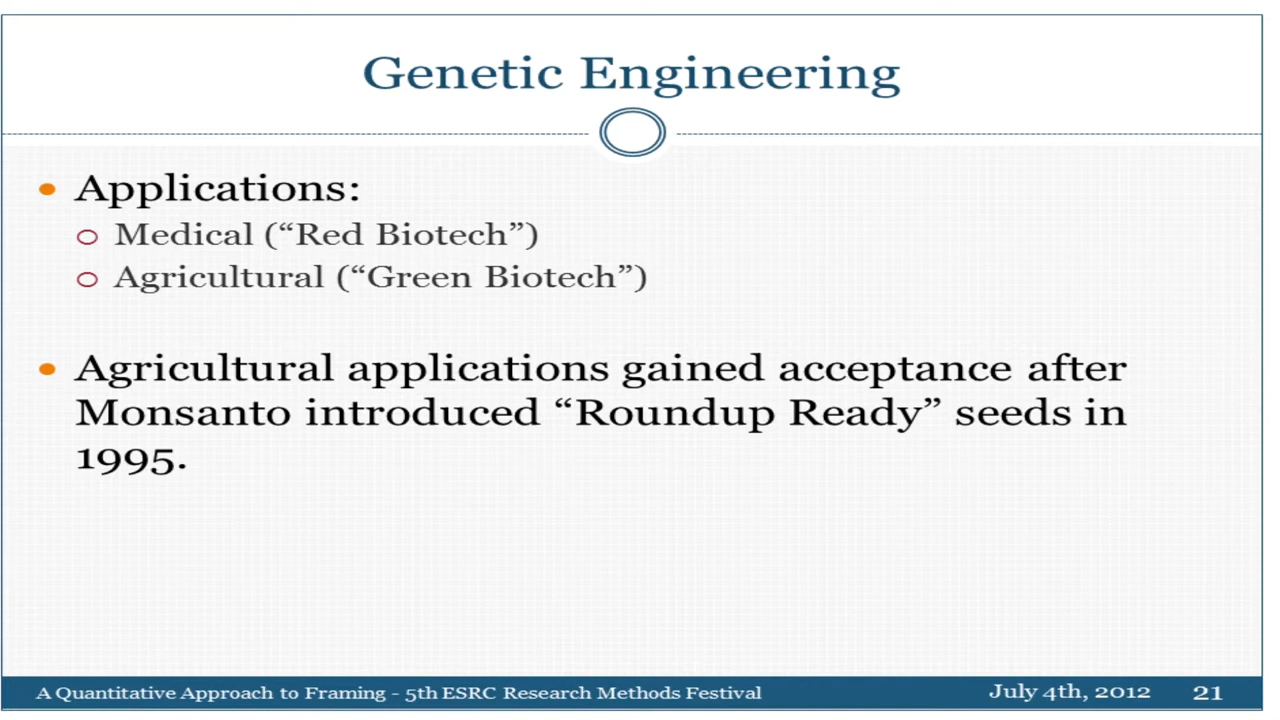 Genetic Engineering
Applications:
Medical (“Red Biotech”)
Agricultural (“Green Biotech”)
Agricultural applications gained acceptance after
Monsanto introduced “Roundup Ready” seeds in
1995.
A Quantitative Approach to Framing - 5th ESRC Research Methods Festival
July 4th, 2012
21